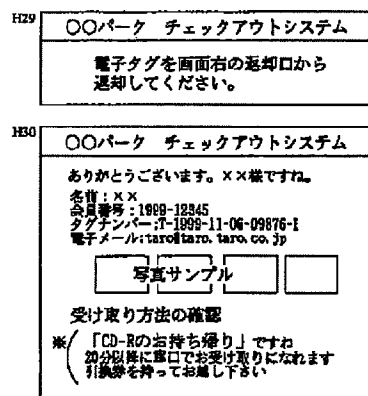 H29
〇〇パーク チェックアウトシステム
電子タグを画面右の返却口から
返却してください。
H30
〇〇パーク チェックアウトシステム
ありがとうございます。××様ですね。
名前：××
会員番号：1999-12345
タグナンバー：T-1999-11-06-09876-I
電子メール：taro@taro.taro.co.jp
写真サンプル
受け取り方法の確認
※「CD-Rのお持ち帰り」ですね
20分以降に窓口でお受け取りになれます
引換券を持ってお越し下さい